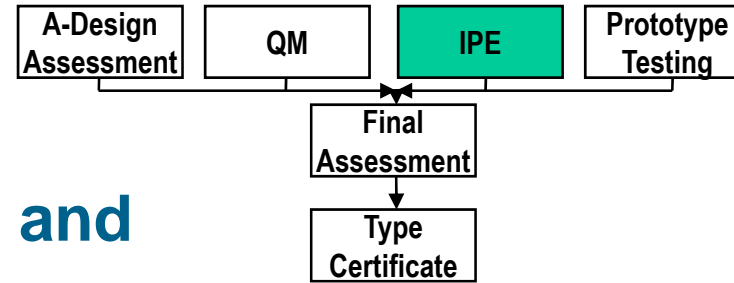 A-Design
Assessment
QM
IPE
Prototype
Testing
Final
Assessment
and
Type
Certificate